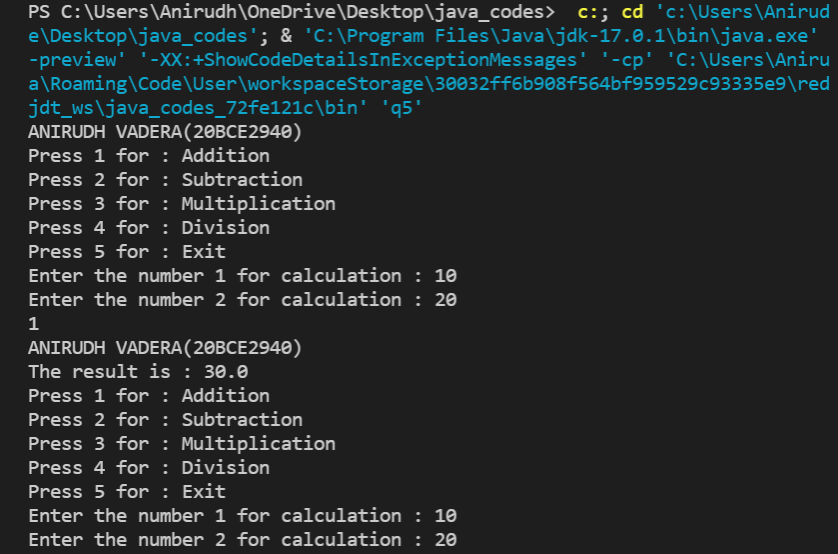 PS C:\Users\Anirudh\OneDrive\Desktop\java_codes>  c:; cd 'c:\Users\Anirud
e\Desktop\java_codes'; & 'C:\Program Files\Java\jdk-17.0.1\bin\java.exe'
-preview' '-XX:+ShowCodeDetailsInExceptionMessages' '-cp' 'C:\Users\Aniru
a\Roaming\Code\User\workspaceStorage\30032ff6b908f564bf959529c93335e9\red
jdt_ws\java_codes_72fe121c\bin' 'q5'
ANIRUDH VADERA(20BCE2940)
Press 1 for : Addition
Press 2 for : Subtraction
Press 3 for : Multiplication
Press 4 for : Division
Press 5 for : Exit
Enter the number 1 for calculation : 10
Enter the number 2 for calculation : 20
1
ANIRUDH VADERA(20BCE2940)
The result is : 30.0
Press 1 for : Addition
Press 2 for : Subtraction
Press 3 for : Multiplication
Press 4 for : Division
Press 5 for : Exit
Enter the number 1 for calculation : 10
Enter the number 2 for calculation : 20